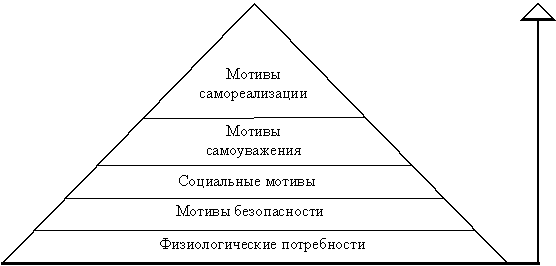 Мотивы
самореализации
Мотивы
самоуважения
Социальные мотивы
Мотивы безопасности
Физиологические потребности